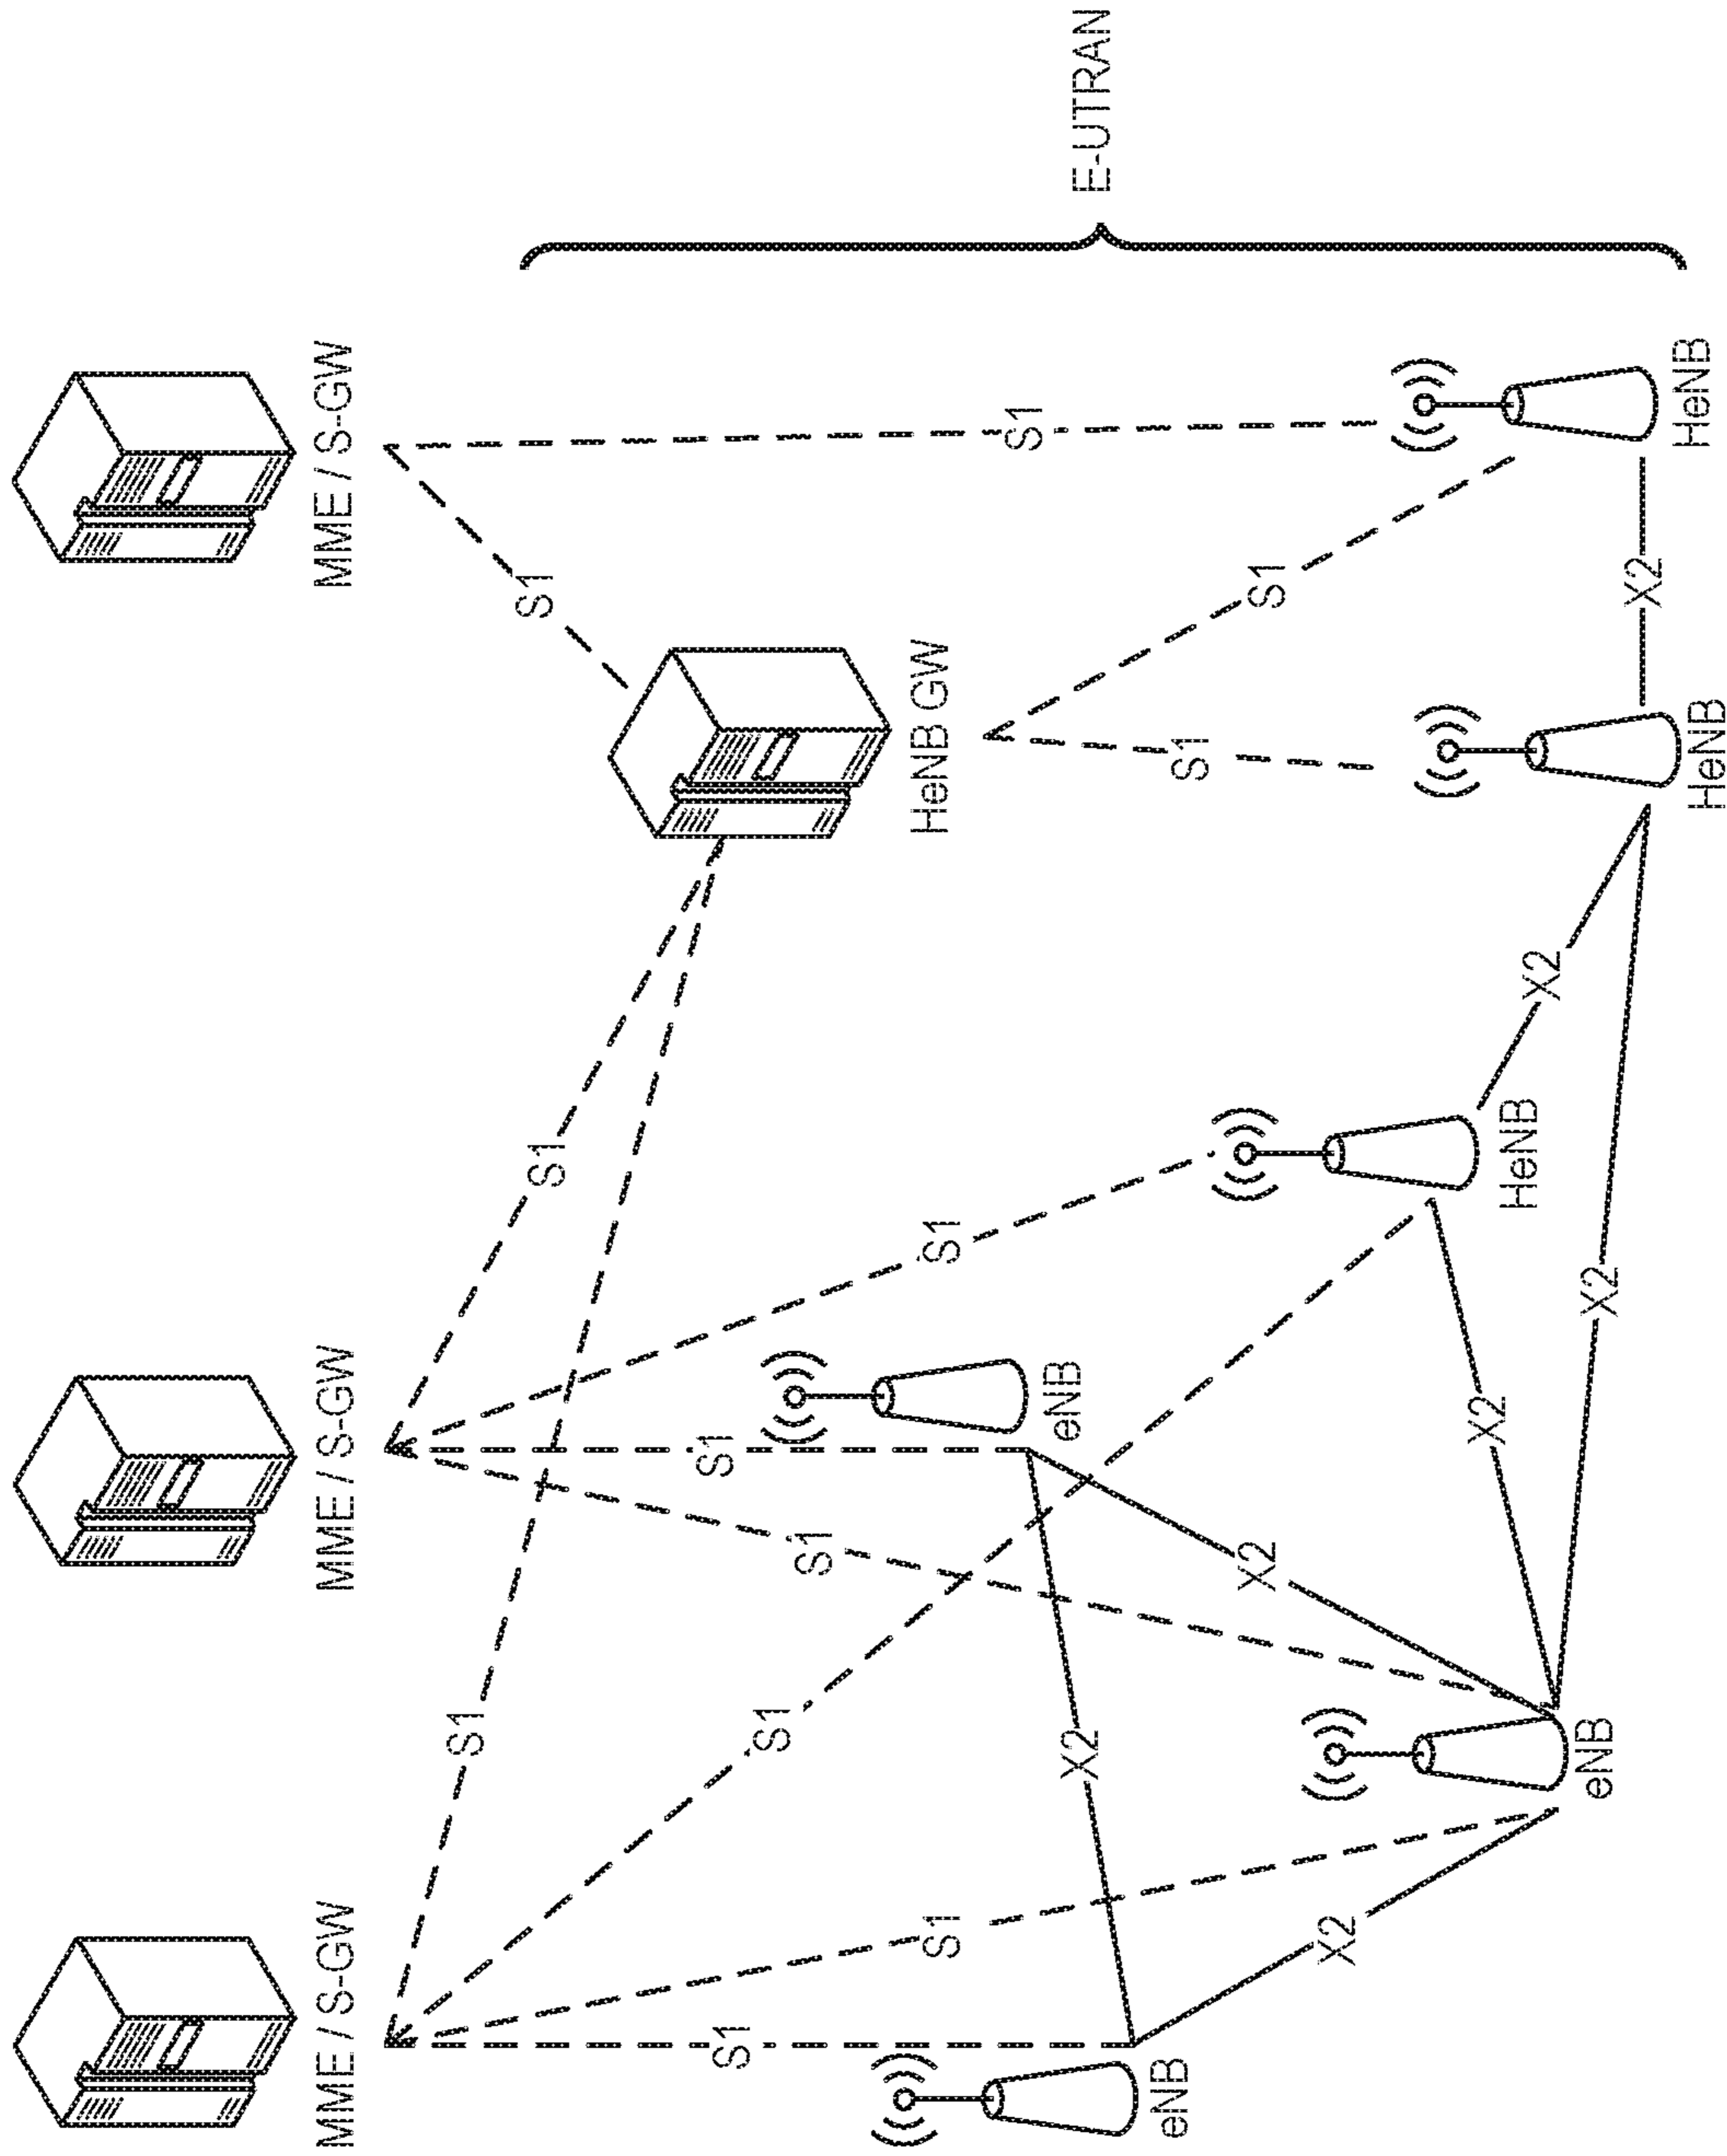 MME / S-GW
MME / S-GW
MME / S-GW
S1
S1
S1
S1
S1
S1
S1
HeNB GW
S1
S1
S1
eNB
X2
E-UTRAN
eNB
S1
X2
S1
X2
X2
HeNB
X2
eNB
X2
X2
HeNB
HeNB